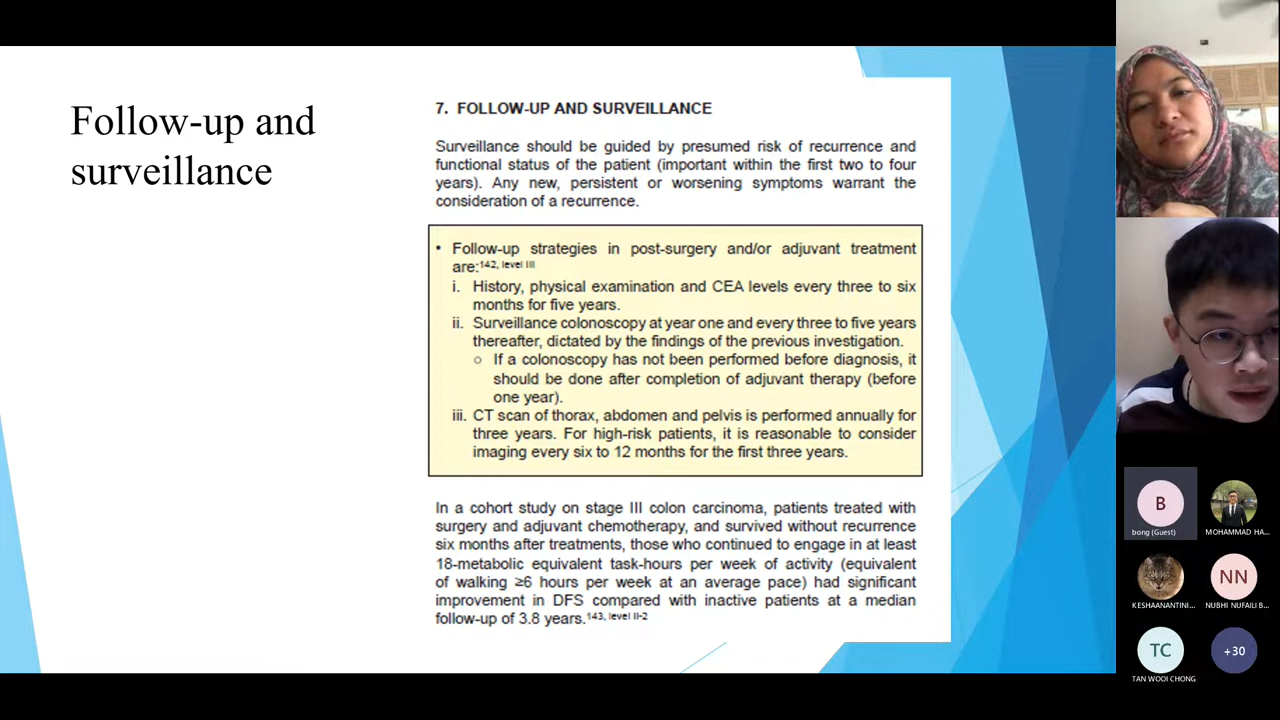 Follow-up and
surveillance
7. FOLLOW-UP AND SURVEILLANCE
Surveillance should be guided by presumed risk of recurrence and
functional status of the patient (important within the first two to four
years). Any new, persistent or worsening symptoms warrant the
consideration of a recurrence.
• Follow-up strategies in post-surgery and/or adjuvant treatment
are:142, level III
i. History, physical examination and CEA levels every three to six
months for five years.
ii. Surveillance colonoscopy at year one and every three to five years
thereafter, dictated by the findings of the previous investigation.
○ If a colonoscopy has not been performed before diagnosis, it
should be done after completion of adjuvant therapy (before
one year).
iii. CT scan of thorax, abdomen and pelvis is performed annually for
three years. For high-risk patients, it is reasonable to consider
imaging every six to 12 months for the first three years.
In a cohort study on stage III colon carcinoma, patients treated with
surgery and adjuvant chemotherapy, and survived without recurrence
six months after treatments, those who continued to engage in at least
18-metabolic equivalent task-hours per week of activity (equivalent
of walking ≥6 hours per week at an average pace) had significant
improvement in DFS compared with inactive patients at a median
follow-up of 3.8 years.143, level II-2
B
bong (Guest)
MOHAMMAD HA...
KESHAANANTINI...
NN
NUBHI NUFAILI B...
TC
TAN WOOI CHONG
+30